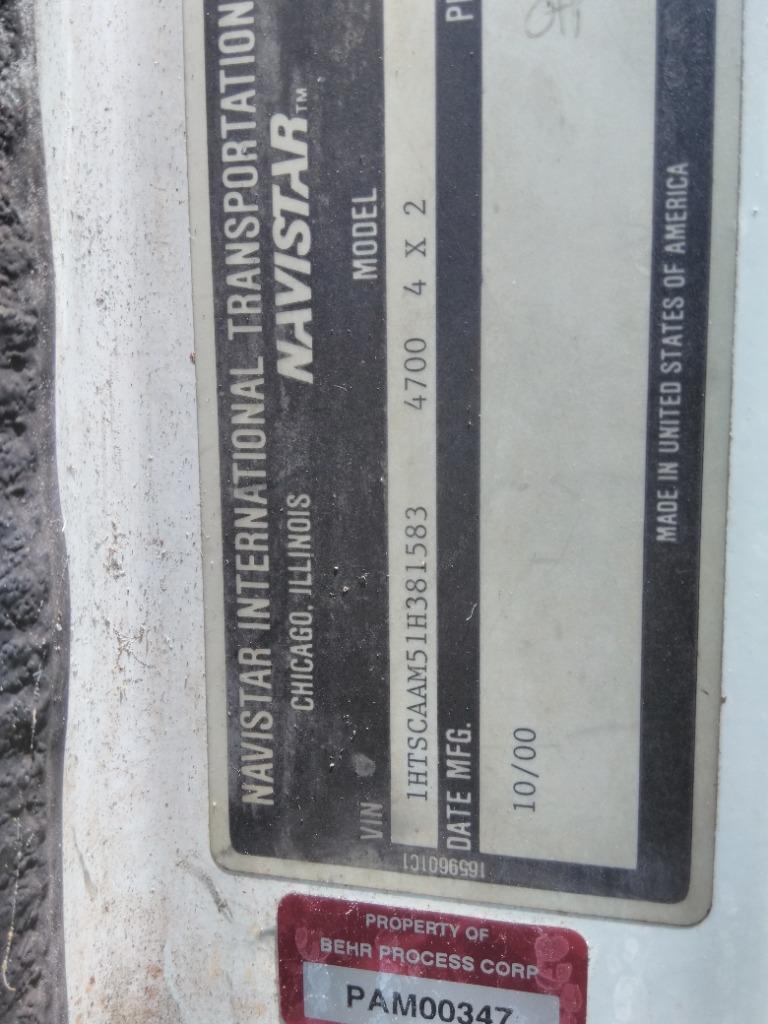 NAVISTAR INTERNATIONAL TRANSPORTATION
CHICAGO, ILLINOIS NAVISTAR™
VIN MODEL
1HTSCAAM51H381583 4700 4 X 2
DATE MFG.
10/00
MADE IN UNITED STATES OF AMERICA
1659601C1
PROPERTY OF
BEHR PROCESS CORP
PAM00347